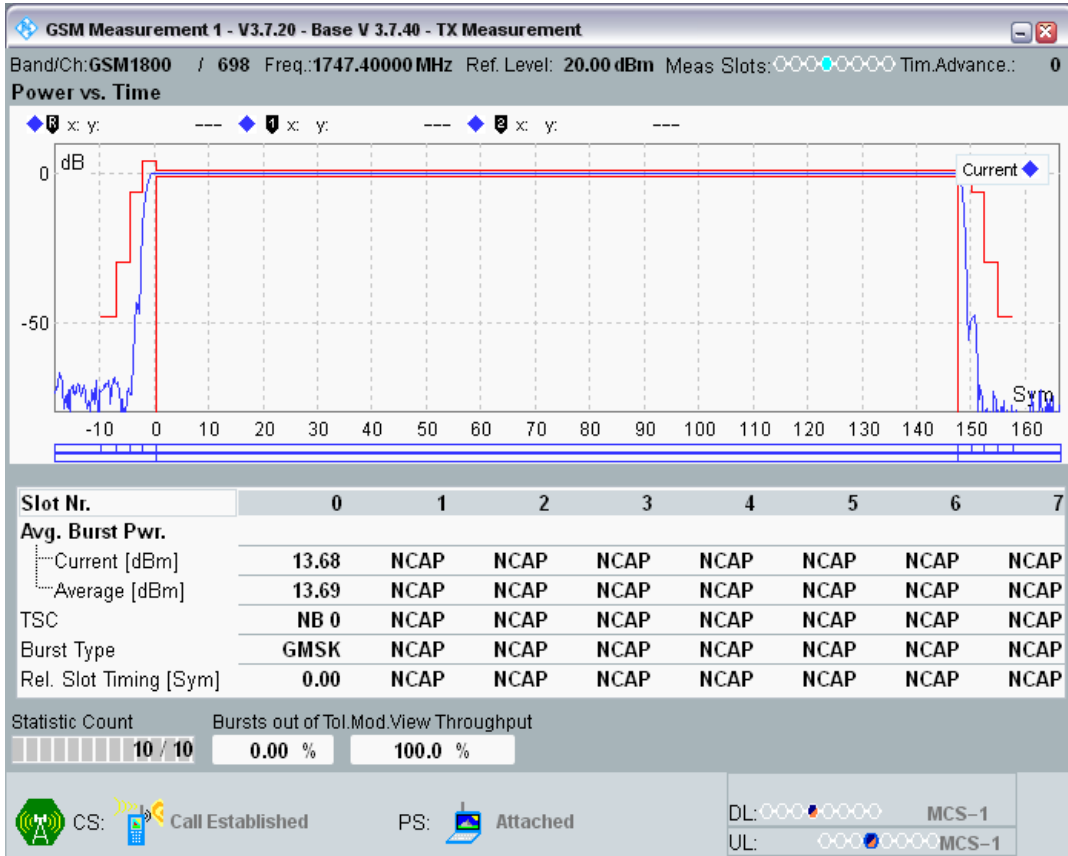 GSM Measurement 1 - V3.7.20 - Base V 3.7.40 - TX Measurement
Band/Ch:GSM1800 / 698 Freq.:1747.40000 MHz Ref. Level: 20.00 dBm Meas Slots: Tim.Advance.: 0
Power vs. Time
R x: y: --- 1 x: y: --- 2 x: y: ---
dB
Current
0
-50
Sym
-10 0 10 20 30 40 50 60 70 80 90 100 110 120 130 140 150 160
Slot Nr. 0 1 2 3 4 5 6 7
Avg. Burst Pwr.
Current [dBm] 13.68 NCAP NCAP NCAP NCAP NCAP NCAP NCAP
Average [dBm] 13.69 NCAP NCAP NCAP NCAP NCAP NCAP NCAP
TSC NB 0 NCAP NCAP NCAP NCAP NCAP NCAP NCAP
Burst Type GMSK NCAP NCAP NCAP NCAP NCAP NCAP NCAP
Rel. Slot Timing [Sym] 0.00 NCAP NCAP NCAP NCAP NCAP NCAP NCAP
Statistic Count Bursts out of Tol.Mod.View Throughput
10 / 10 0.00 % 100.0 %
CS: Call Established PS: Attached
DL: MCS-1
UL: MCS-1